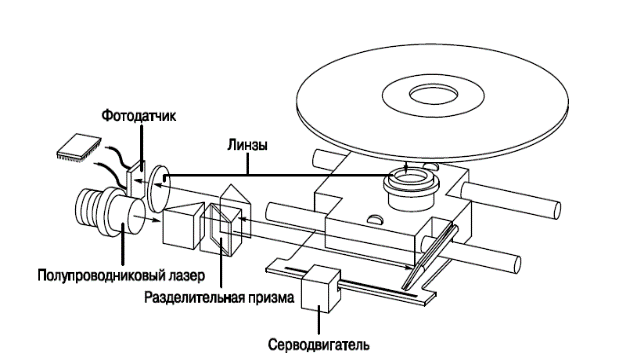 Фотодатчик
Линзы
Полупроводниковый лазер
Разделительная призма
Серводвигатель